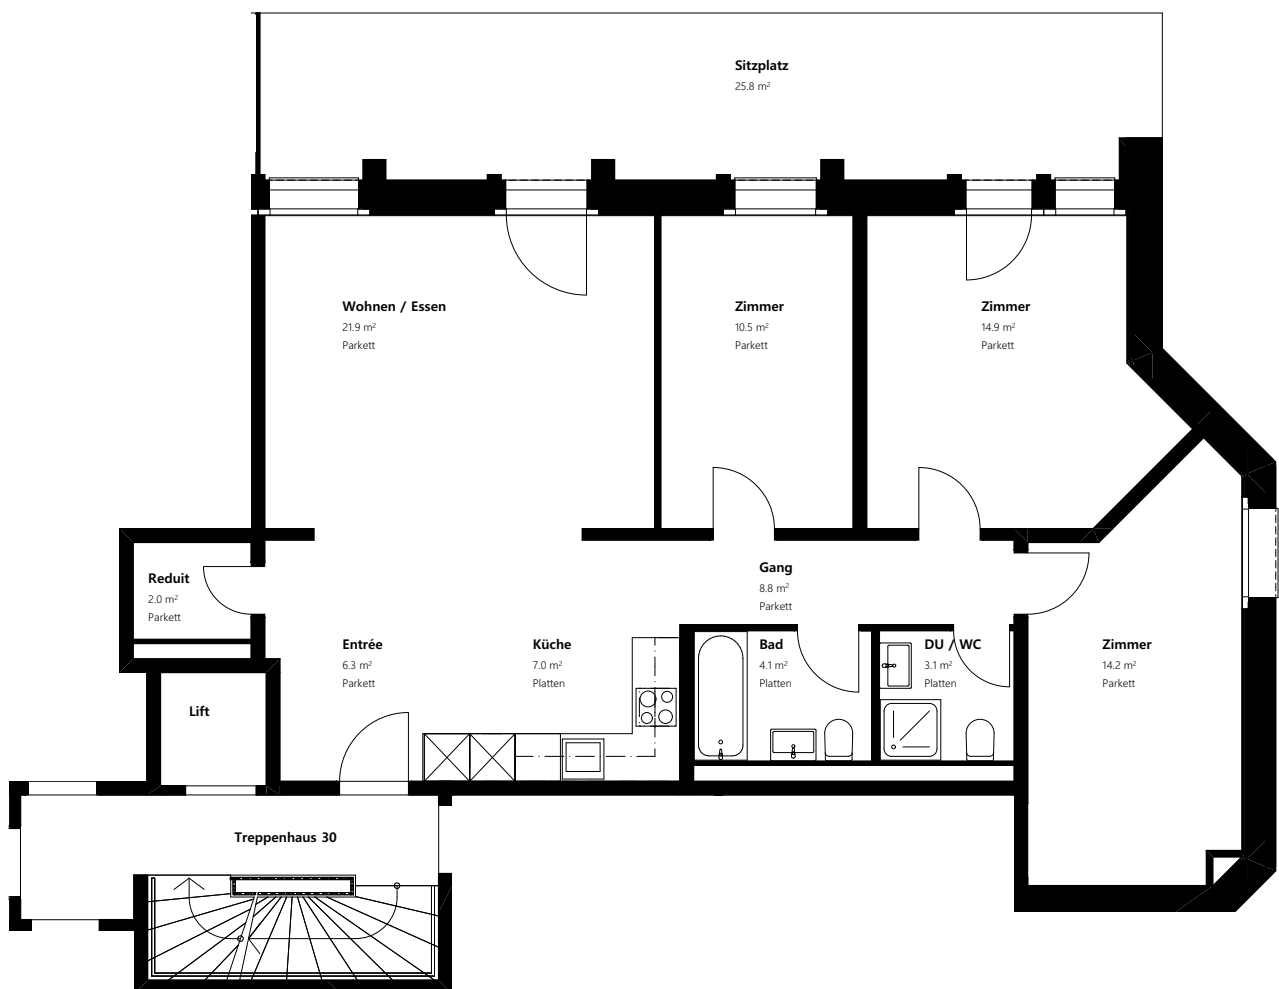 Sitzplatz
25.8 m²
Wohnen / Essen
21.9 m²
Parkett
Zimmer
10.5 m²
Parkett
Zimmer
14.9 m²
Parkett
Reduit
2.0 m²
Parkett
Gang
8.8 m²
Parkett
Entrée
6.3 m²
Parkett
Küche
7.0 m²
Platten
Bad
4.1 m²
Platten
DU / WC
3.1 m²
Platten
Zimmer
14.2 m²
Parkett
Lift
Treppenhaus 30